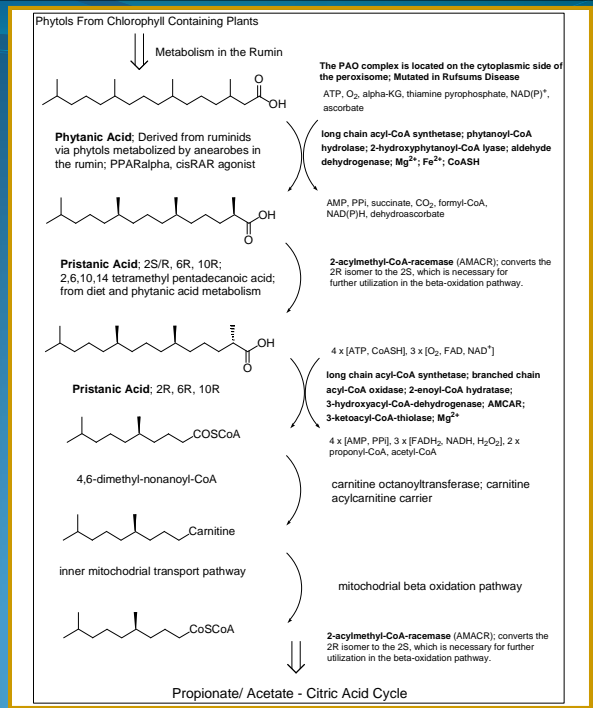 Phytols From Chlorophyll Containing Plants
Metabolism in the Rumin
O
OH
The PAO complex is located on the cytoplasmic side of
the peroxisome; Mutated in Rufsums Disease
ATP, O2, alpha-KG, thiamine pyrophosphate, NAD(P)+,
ascorbate
Phytanic Acid; Derived from ruminids
via phytols metabolized by anearobes in
the rumin; PPARalpha, cisRAR agonist
long chain acyl-CoA synthetase; phytanoyl-CoA
hydrolase; 2-hydroxyphytanoyl-CoA lyase; aldehyde
dehydrogenase; Mg2+; Fe2+; CoASH
OH
O
AMP, PPi, succinate, CO2, formyl-CoA,
NAD(P)H, dehydroascorbate
Pristanic Acid; 2S/R, 6R, 10R;
2,6,10,14 tetramethyl pentadecanoic acid;
from diet and phytanic acid metabolism
2-acylmethyl-CoA-racemase (AMACR); converts the
2R isomer to the 2S, which is necessary for
further utilization in the beta-oxidation pathway.
OH
O
Pristanic Acid; 2R, 6R, 10R
4 x [ATP, CoASH], 3 x [O2, FAD, NAD+]
long chain acyl-CoA synthetase; branched chain
acyl-CoA oxidase; 2-enoyl-CoA hydratase;
3-hydroxyacyl-CoA-dehydrogenase; AMCAR;
3-ketoacyl-CoA-thiolase; Mg2+
COSCoA
4 x [AMP, PPi], 3 x [FADH2, NADH, H2O2], 2 x
proponyl-CoA, acetyl-CoA
4,6-dimethyl-nonanoyl-CoA
carnitine octanoyltransferase; carnitine
acylcarnitine carrier
Carnitine
inner mitochodrial transport pathway
mitochodrial beta oxidation pathway
CoSCoA
2-acylmethyl-CoA-racemase (AMACR); converts the
2R isomer to the 2S, which is necessary for further
utilization in the beta-oxidation pathway.
Propionate/ Acetate - Citric Acid Cycle